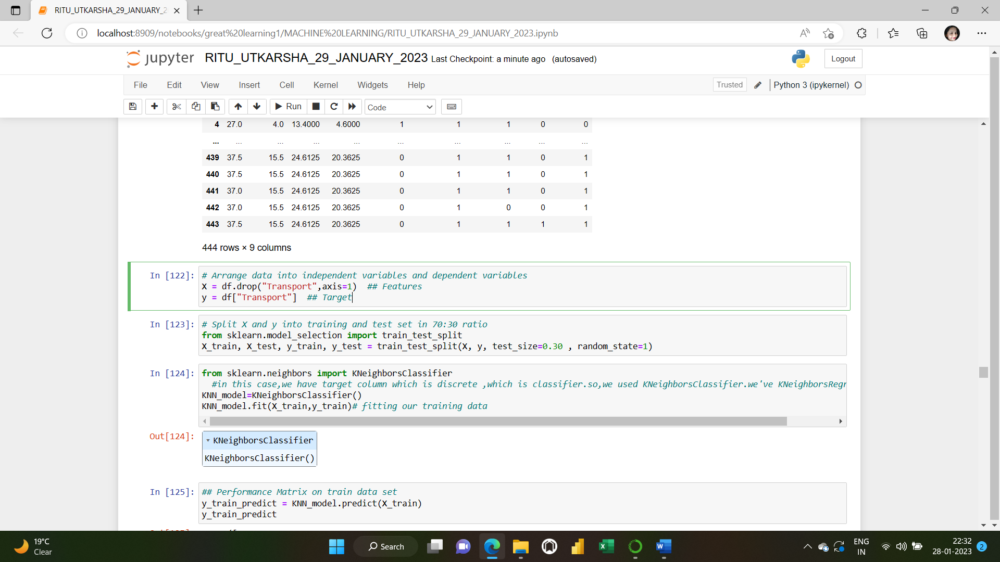 RITU_UTKARSHA_29_JANUARY_2
localhost:8909/notebooks/great%20learning1/MACHINE%20LEARNING/RITU_UTKARSHA_29_JANUARY_2023.ipynb
jupyter RITU_UTKARSHA_29_JANUARY_2023 Last Checkpoint: a minute ago (autosaved)
Logout
File Edit View Insert Cell Kernel Widgets Help
Trusted Python 3 (ipykernel)
Run Code
4 27.0 4.0 13.4000 4.6000 1 1 1 0 0
... ... ... ... ... ... ... ... ... ...
439 37.5 15.5 24.6125 20.3625 0 1 1 0 1
440 37.5 15.5 24.6125 20.3625 0 1 1 0 1
441 37.0 15.5 24.6125 20.3625 0 1 1 0 1
442 37.0 15.5 24.6125 20.3625 0 1 0 0 1
443 37.5 15.5 24.6125 20.3625 0 1 1 1 1
444 rows × 9 columns
In [122]: # Arrange data into independent variables and dependent variables
X = df.drop("Transport",axis=1) ## Features
y = df["Transport"] ## Target
In [123]: # Split X and y into training and test set in 70:30 ratio
from sklearn.model_selection import train_test_split
X_train, X_test, y_train, y_test = train_test_split(X, y, test_size=0.30 , random_state=1)
In [124]: from sklearn.neighbors import KNeighborsClassifier
#in this case,we have target column which is discrete ,which is classifier.so,we used KNeighborsClassifier.we've KNeighborsRegr
KNN_model=KNeighborsClassifier()
KNN_model.fit(X_train,y_train)# fitting our training data
Out[124]: KNeighborsClassifier
KNeighborsClassifier()
In [125]: ## Performance Matrix on train data set
y_train_predict = KNN_model.predict(X_train)
y_train_predict
19°C
Clear
Search
ENG
IN
22:32
28-01-2023
2